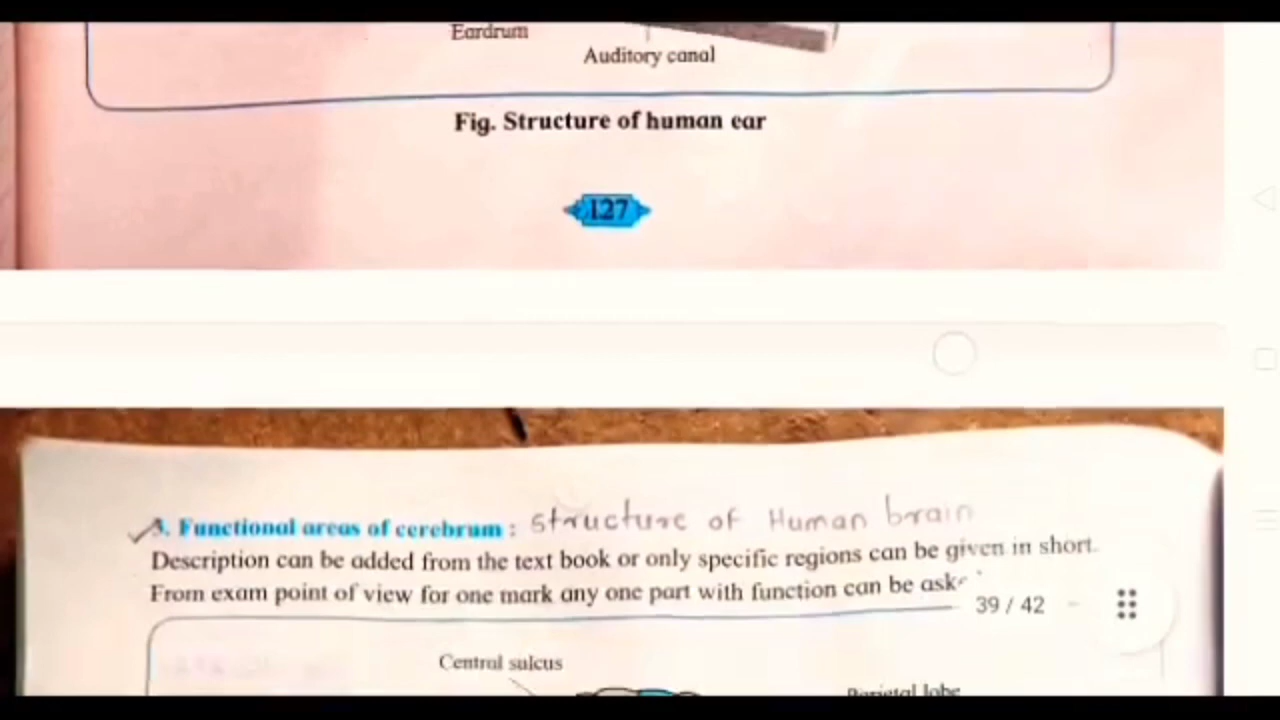 Eardrum
Auditory canal
Fig. Structure of human ear
127
3. Functional areas of cerebrum : structure of Human brain
Description can be added from the text book or only specific regions can be given in short.
From exam point of view for one mark any one part with function can be
39 / 42
Central sulcus
Parietal lobe